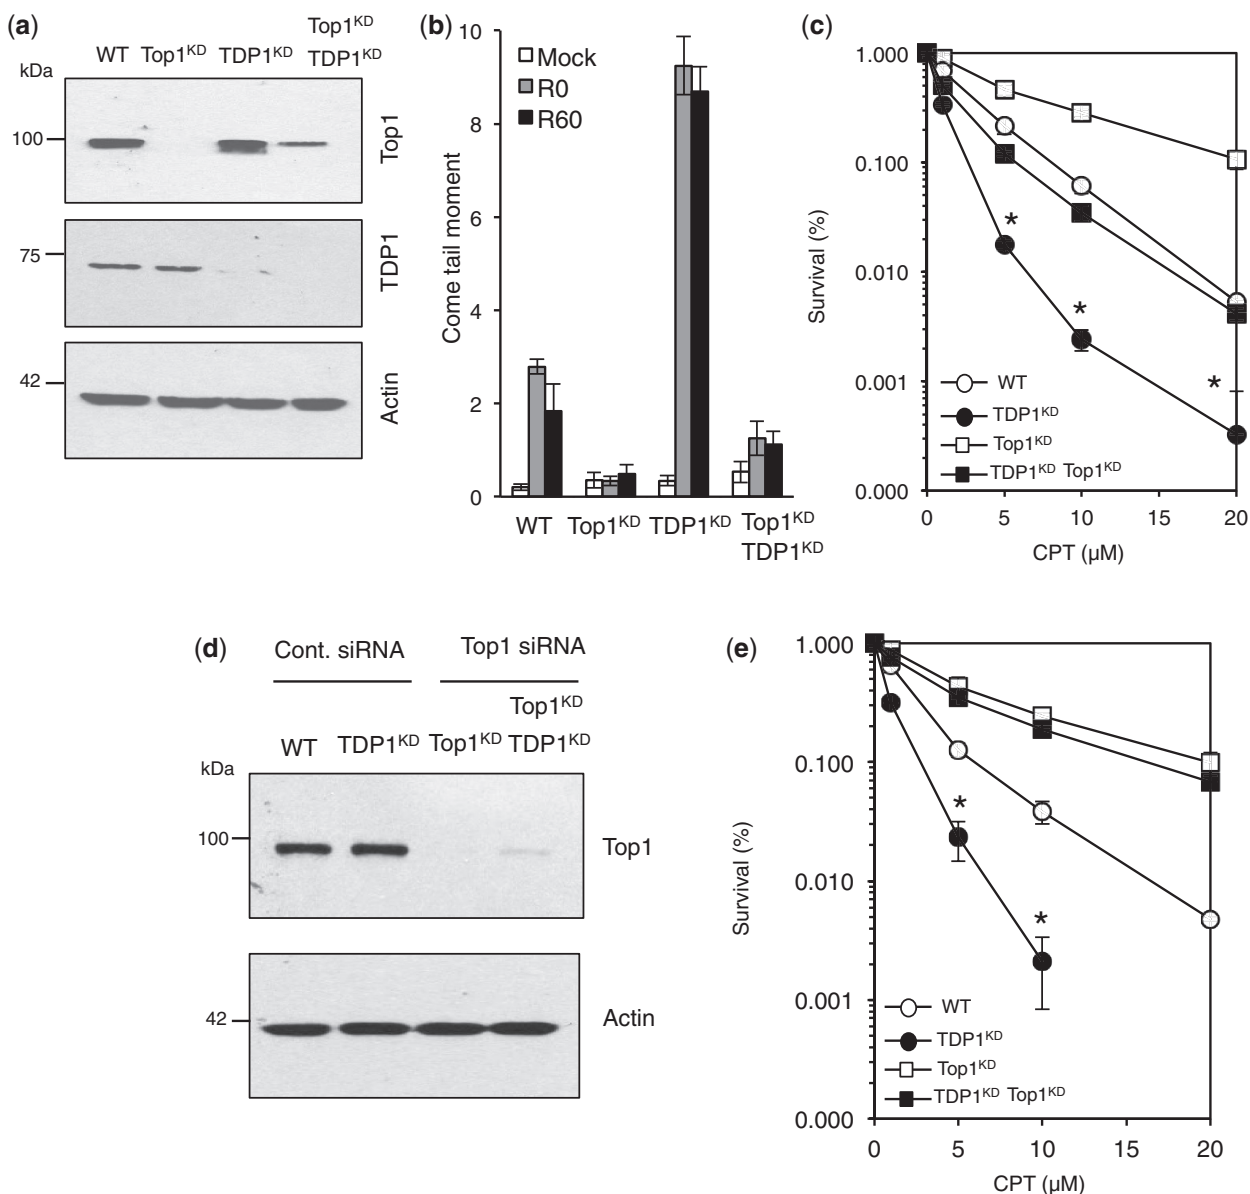 (a)
Top1KD
WT Top1KD TDP1KD TDP1KD
kDa
100
Top1
75
TDP1
42
Actin
(b)
10
8
6
4
2
0
Come tail moment
Mock
R0
R60
WT Top1KD TDP1KD Top1KD
TDP1KD
(c)
1.000
0.100
0.010
0.001
0.000
Survival (%)
*
*
*
WT
TDP1KD
Top1KD
TDP1KD Top1KD
0 5 10 15 20
CPT (µM)
(d)
Cont. siRNA Top1 siRNA
Top1KD
WT TDP1KD Top1KD TDP1KD
kDa
100
Top1
42
Actin
(e)
1.000
0.100
0.010
0.001
0.000
Survival (%)
*
*
WT
TDP1KD
Top1KD
TDP1KD Top1KD
0 5 10 15 20
CPT (µM)